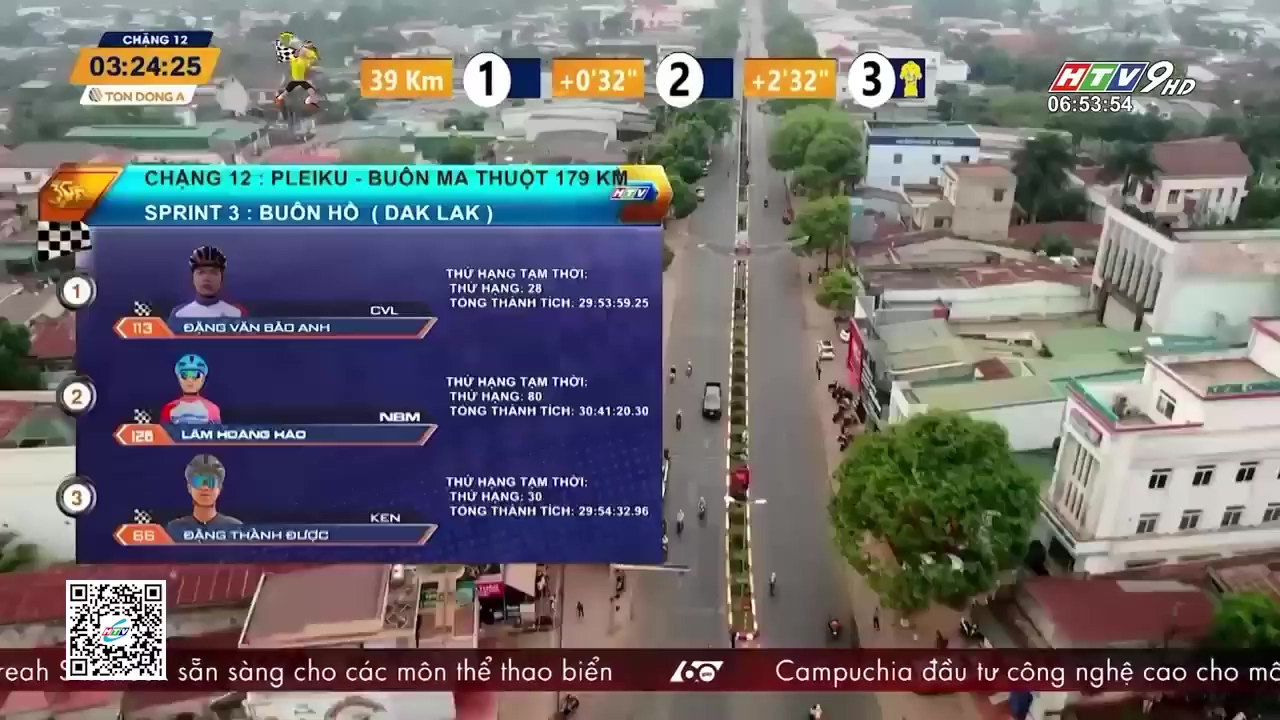 CHẶNG 12
03:24:25
TON DONG A
39 Km 1 +0'32" 2 +2'32" 3
HTV9 HD
06:53:54
CHẶNG 12 : PLEIKU - BUÔN MA THUỘT 179 KM
HTV
SPRINT 3 : BUÔN HỒ ( DAK LAK )
1
CVL
113 ĐẶNG VĂN BẢO ANH
THỨ HẠNG TẠM THỜI:
THỨ HẠNG: 28
TỔNG THÀNH TÍCH: 29:53:59.25
2
NBM
126 LÂM HOÀNG HÀO
THỨ HẠNG TẠM THỜI:
THỨ HẠNG: 80
TỔNG THÀNH TÍCH: 30:41:20.30
3
KEN
66 ĐẶNG THÀNH ĐƯỢC
THỨ HẠNG TẠM THỜI:
THỨ HẠNG: 30
TỔNG THÀNH TÍCH: 29:54:32.96
HTV
sẵn sàng cho các môn thể thao biển
60
Campuchia đầu tư công nghệ cao cho